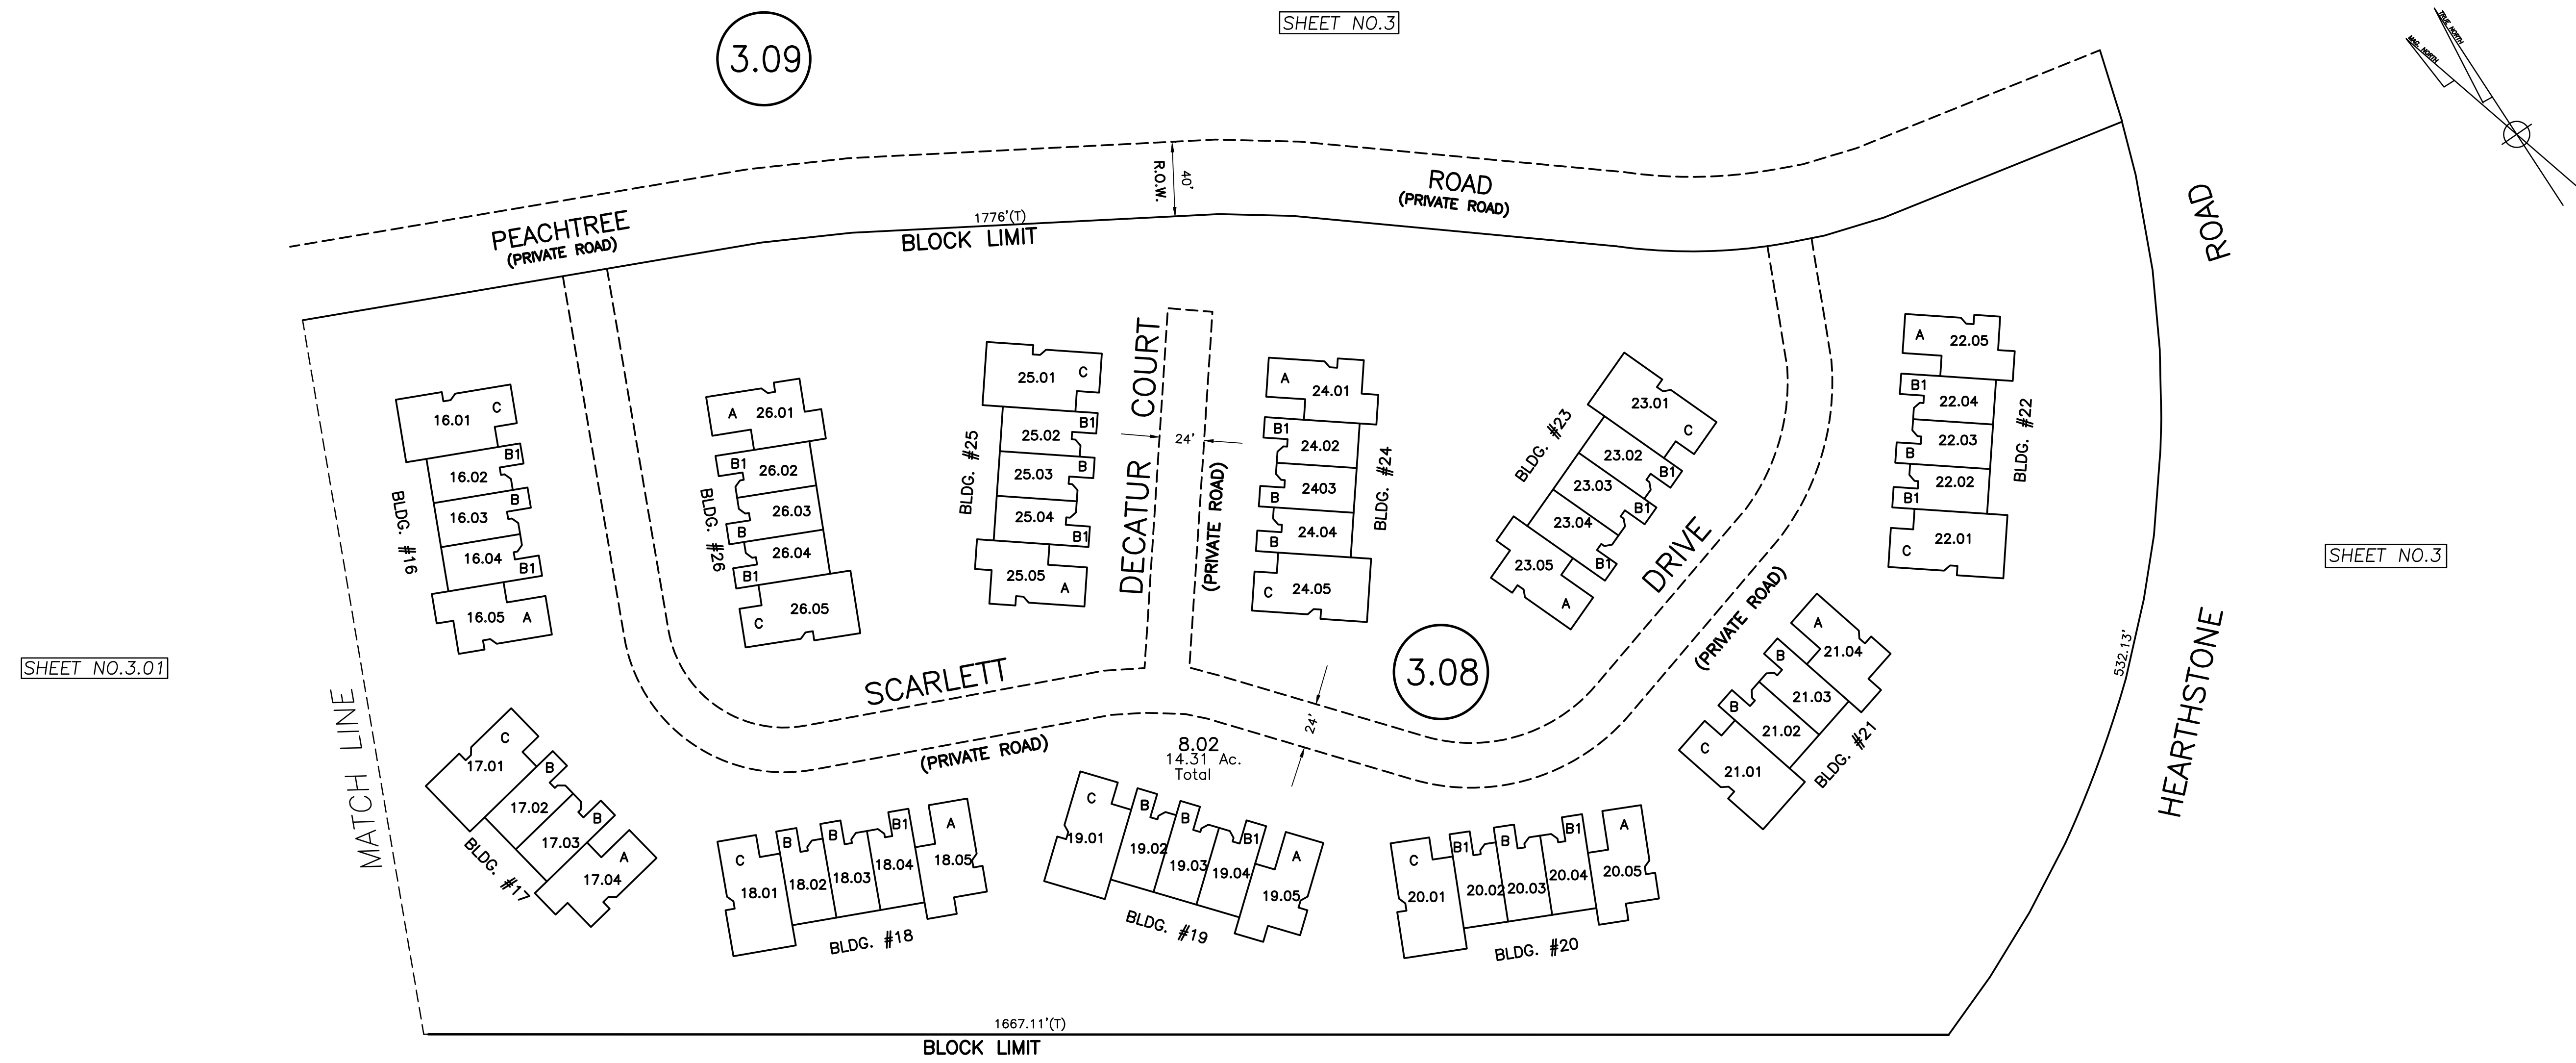 SHEET NO.3
3.09
TRUE NORTH
MAG. NORTH
PEACHTREE
(PRIVATE ROAD)
ROAD
(PRIVATE ROAD)
R.O.W.
40'
1776'(T)
BLOCK LIMIT
ROAD
HEARTHSTONE
532.13'
SHEET NO.3
SHEET NO.3.01
MATCH LINE
16.01 C
16.02 B1
16.03 B
16.04 B1
16.05 A
BLDG. #16
A 26.01
B1 26.02
26.03
B 26.04
B1
C 26.05
BLDG. #26
25.01 C
25.02 B1
25.03 B
25.04 B1
25.05 A
BLDG. #25
DECATUR COURT
(PRIVATE ROAD)
24'
A 24.01
B1 24.02
2403
B 24.04
B
C 24.05
BLDG. #24
23.01 C
23.02 B1
23.03 B1
23.04 B1
23.05 A
BLDG. #23
A 22.05
B1 22.04
22.03
B 22.02
B1
C 22.01
BLDG. #22
SCARLETT
(PRIVATE ROAD)
DRIVE
(PRIVATE ROAD)
24'
3.08
8.02
14.31 Ac.
Total
C 17.01
B 17.02
B 17.03
A 17.04
BLDG. #17
C 18.01
B 18.02
B 18.03
B1 18.04
A 18.05
BLDG. #18
C 19.01
B 19.02
B 19.03
B1 19.04
A 19.05
BLDG. #19
C 20.01
B1 20.02
B 20.03
B1 20.04
A 20.05
BLDG. #20
A 21.04
B 21.03
B 21.02
C 21.01
BLDG. #21
1667.11'(T)
BLOCK LIMIT